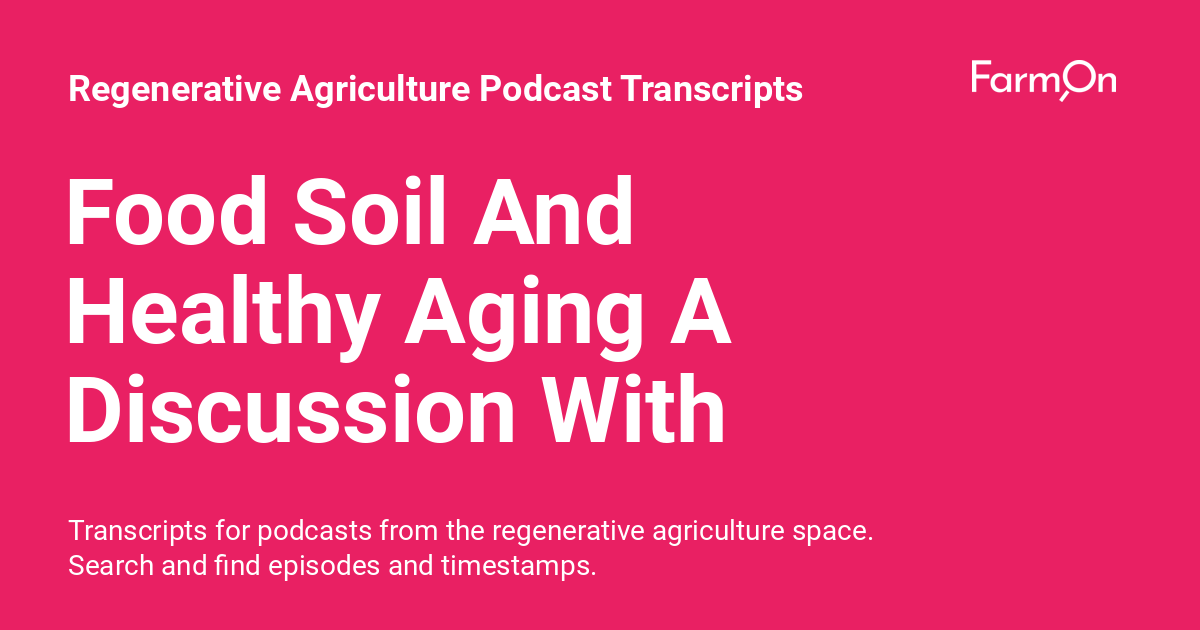 Regenerative Agriculture Podcast Transcripts
FarmOn
Food Soil And
Healthy Aging A
Discussion With
Transcripts for podcasts from the regenerative agriculture space.
Search and find episodes and timestamps.